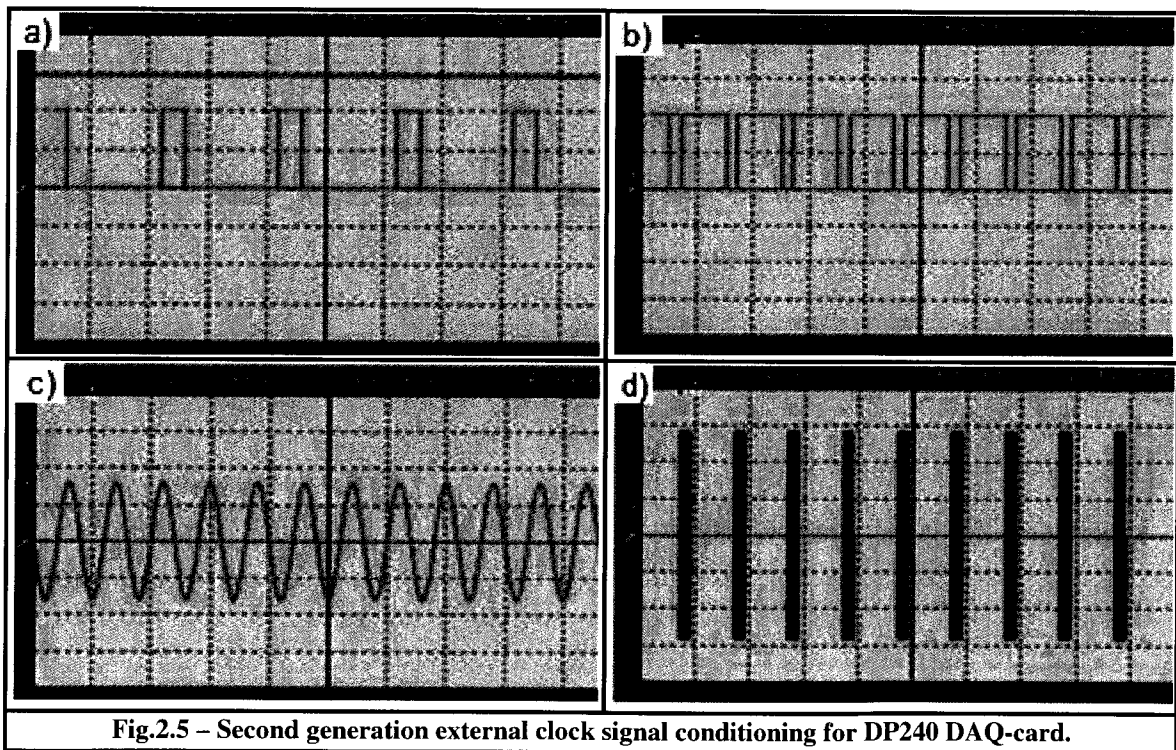 a)
b)
c)
d)
Fig.2.5 – Second generation external clock signal conditioning for DP240 DAQ-card.